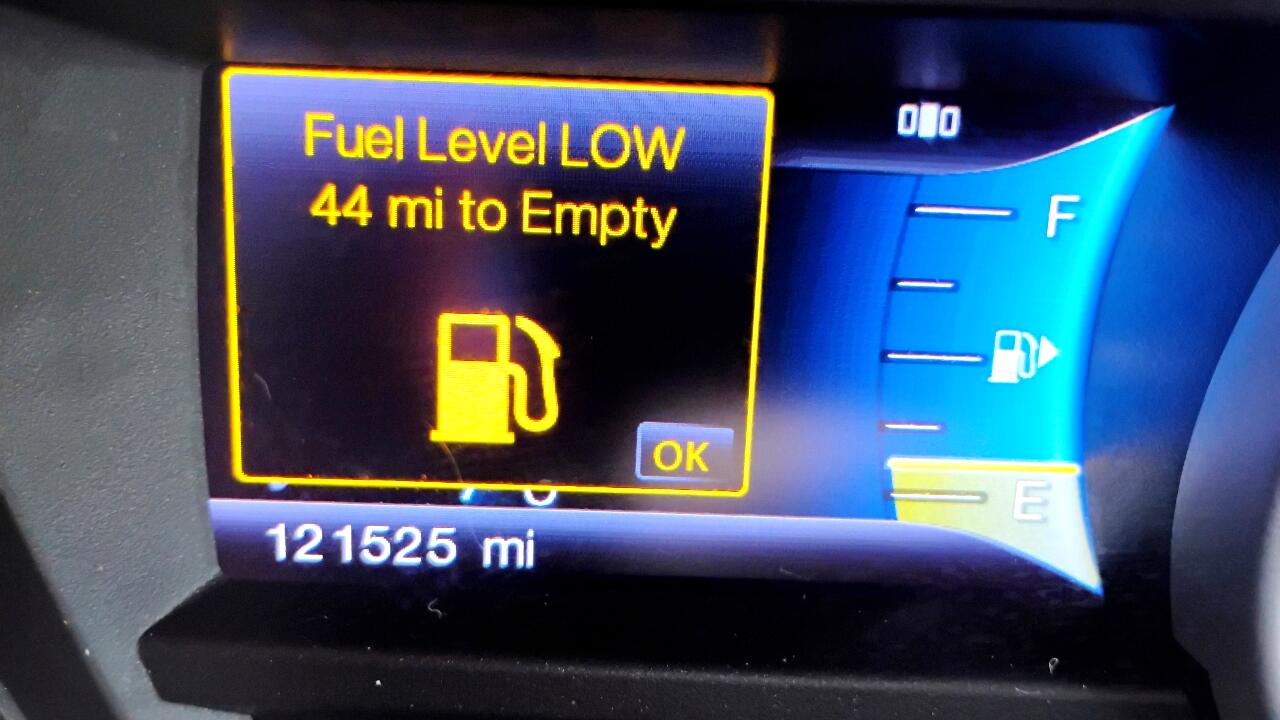 Fuel Level LOW
44 mi to Empty
OK
F
E
121525 mi